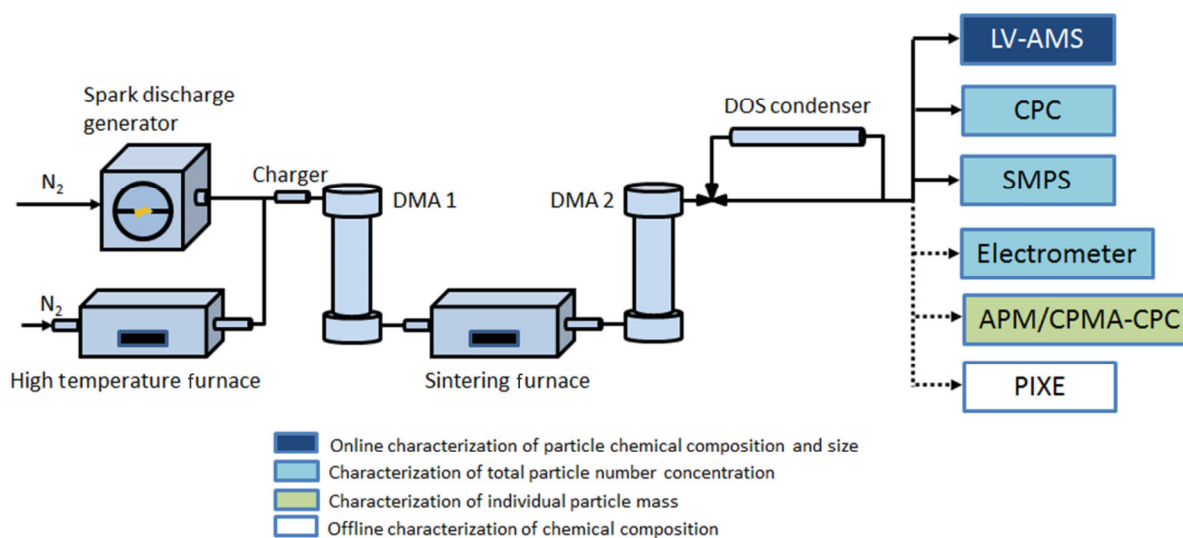 LV-AMS
Spark discharge
generator
DOS condenser
CPC
N2
Charger
DMA 1
DMA 2
SMPS
Electrometer
N2
APM/CPMA-CPC
High temperature furnace
Sintering furnace
PIXE
Online characterization of particle chemical composition and size
Characterization of total particle number concentration
Characterization of individual particle mass
Offline characterization of chemical composition